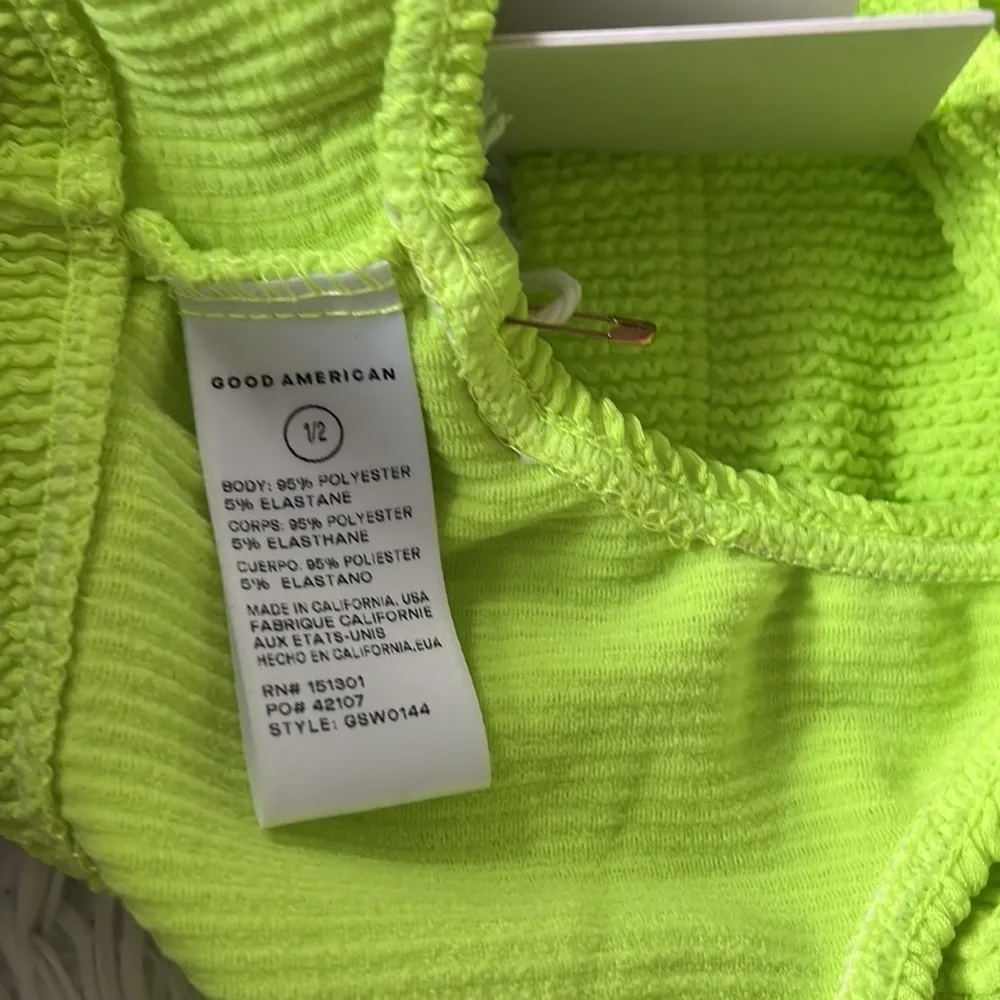 GOOD AMERICAN
1/2
BODY: 95% POLYESTER
5% ELASTANE
CORPS: 95% POLYESTER
5% ELASTHANE
CUERPO: 95% POLIESTER
5% ELASTANO
MADE IN CALIFORNIA, USA
FABRIQUE CALIFORNIE
AUX ETATS-UNIS
HECHO EN CALIFORNIA,EUA
RN# 151301
PO# 42107
STYLE: GSW0144